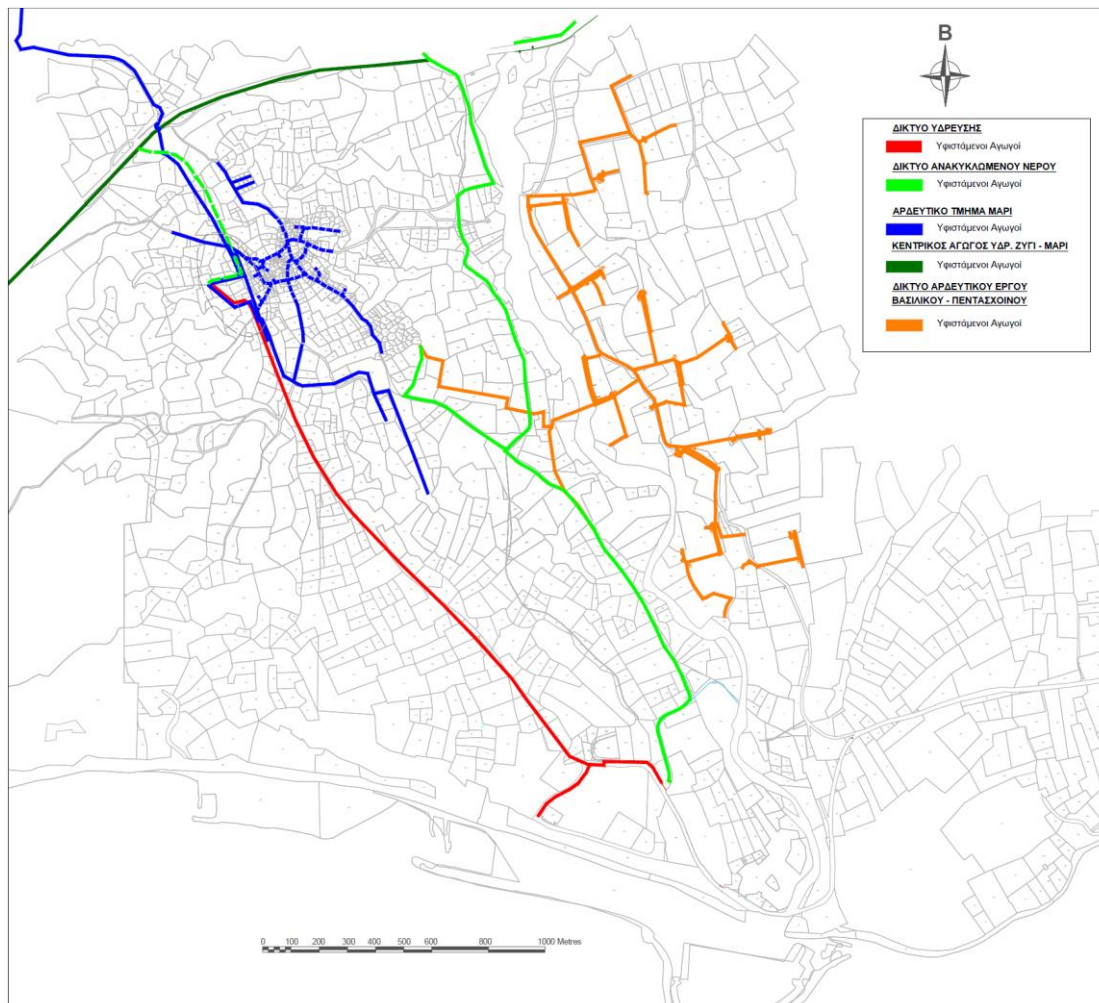 Β
ΔΙΚΤΥΟ ΥΔΡΕΥΣΗΣ
Υφιστάμενοι Αγωγοί
ΔΙΚΤΥΟ ΑΝΑΚΥΚΛΩΜΕΝΟΥ ΝΕΡΟΥ
Υφιστάμενοι Αγωγοί
ΑΡΔΕΥΤΙΚΟ ΤΜΗΜΑ ΜΑΡΙ
Υφιστάμενοι Αγωγοί
ΚΕΝΤΡΙΚΟΣ ΑΓΩΓΟΣ ΥΔΡ. ΖΥΓΙ - ΜΑΡΙ
Υφιστάμενοι Αγωγοί
ΔΙΚΤΥΟ ΑΡΔΕΥΤΙΚΟΥ ΕΡΓΟΥ
ΒΑΣΙΛΙΚΟΥ - ΠΕΝΤΑΣΧΟΙΝΟΥ
Υφιστάμενοι Αγωγοί
0 100 200 300 400 500 600 800 1000 Metres